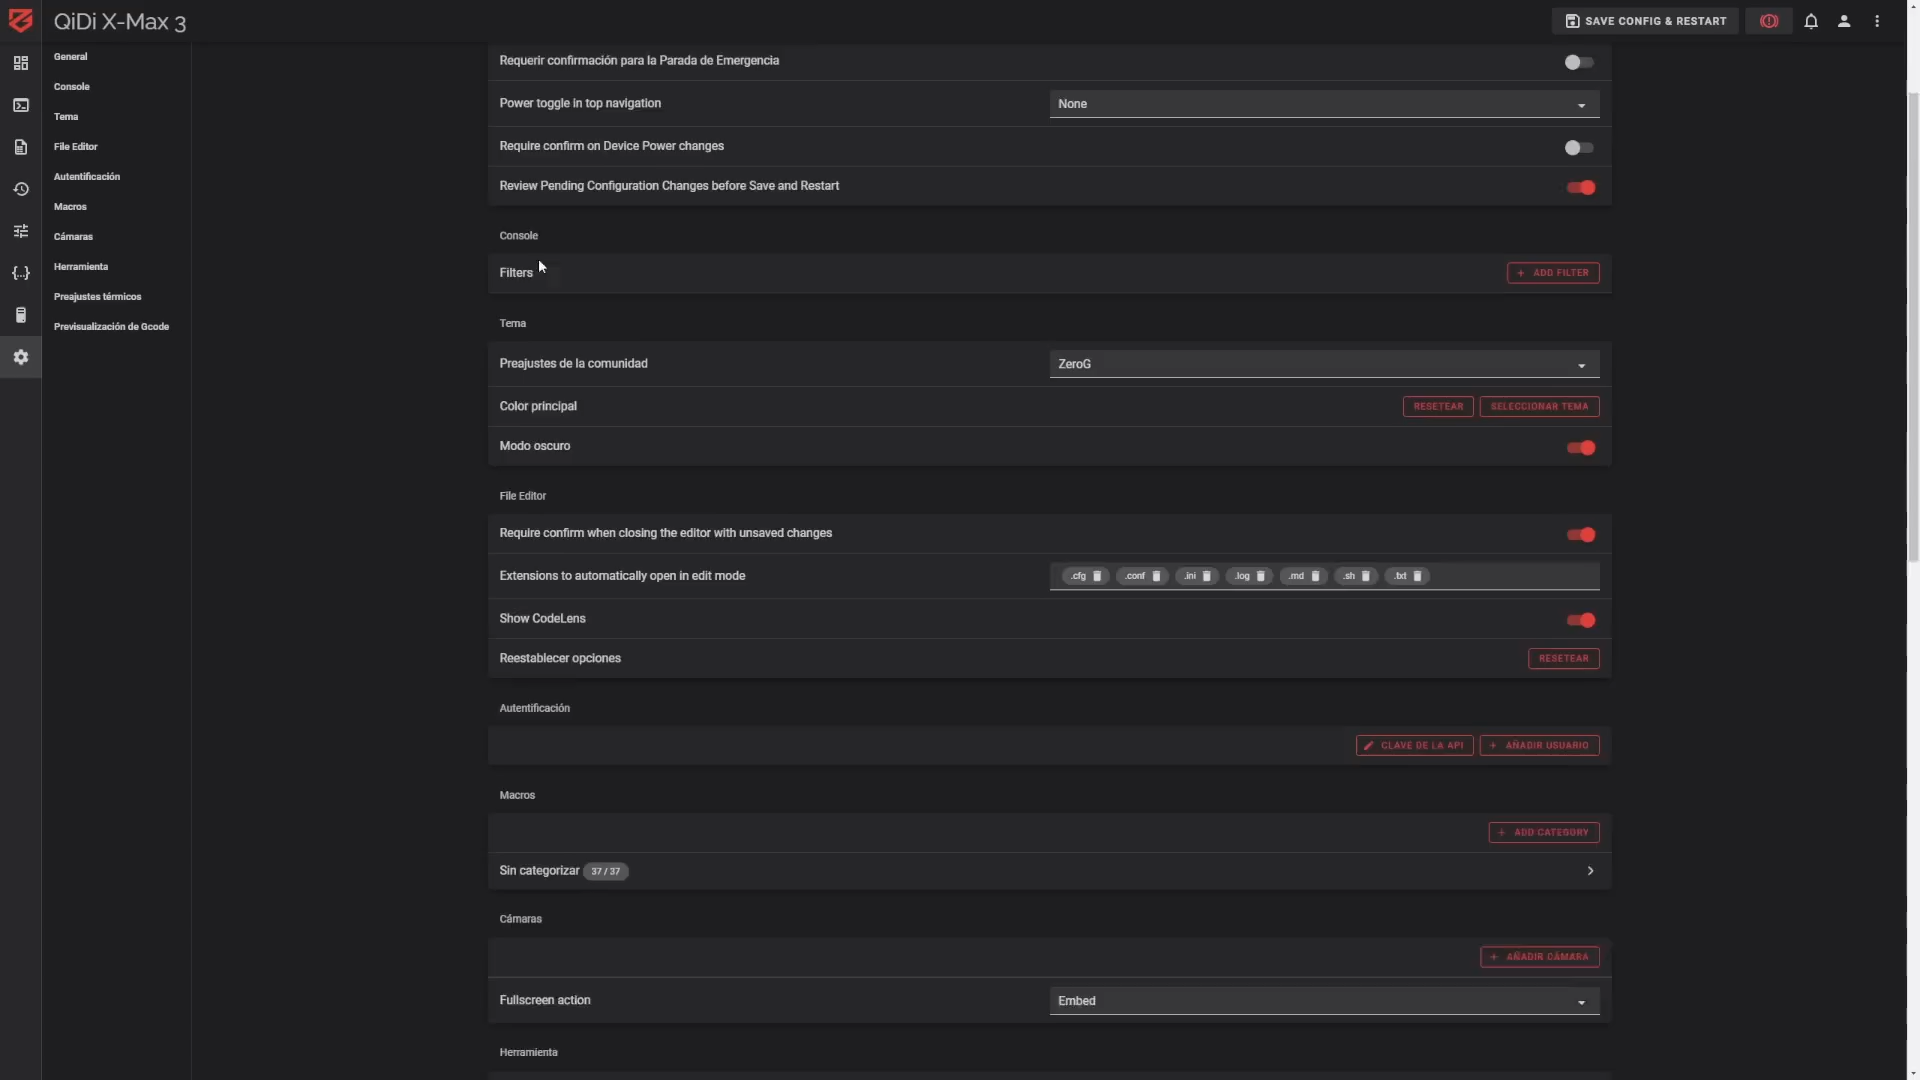 QiDi X-Max 3
SAVE CONFIG & RESTART
General
Console
Tema
File Editor
Autentificación
Macros
Cámaras
Herramienta
Preajustes térmicos
Previsualización de Gcode
Requerir confirmación para la Parada de Emergencia
Power toggle in top navigation
None
Require confirm on Device Power changes
Review Pending Configuration Changes before Save and Restart
Console
Filters
ADD FILTER
Tema
Preajustes de la comunidad
ZeroG
Color principal
RESETEAR
SELECCIONAR TEMA
Modo oscuro
File Editor
Require confirm when closing the editor with unsaved changes
Extensions to automatically open in edit mode
.cfg
.conf
.ini
.log
.md
.sh
.txt
Show CodeLens
Reestablecer opciones
RESETEAR
Autentificación
CLAVE DE LA API
AÑADIR USUARIO
Macros
ADD CATEGORY
Sin categorizar
37 / 37
Cámaras
AÑADIR CÁMARA
Fullscreen action
Embed
Herramienta